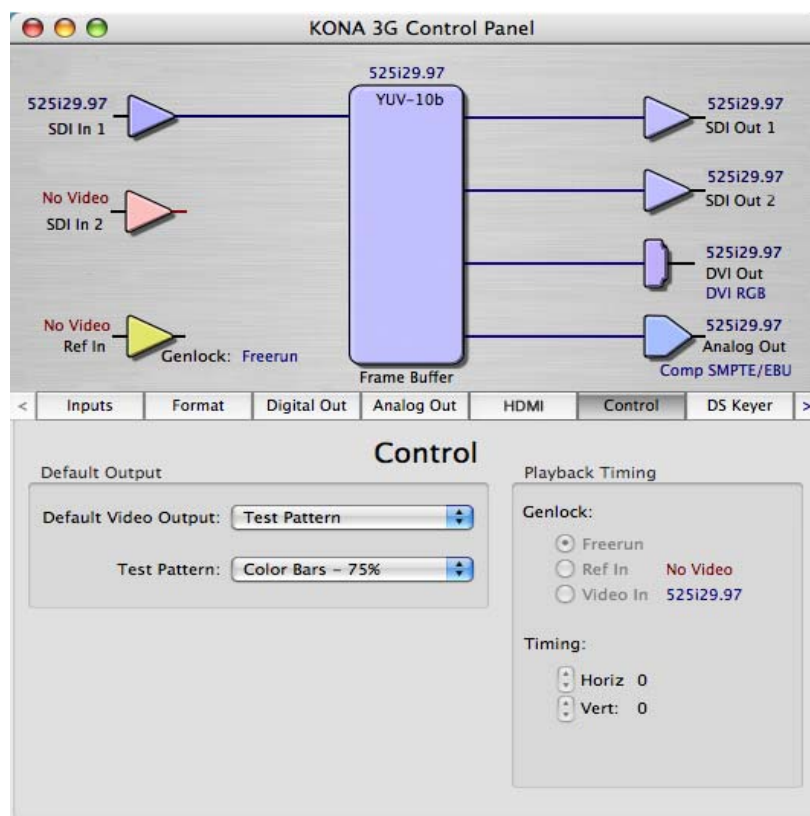 KONA 3G Control Panel
525i29.97
YUV-10b
525i29.97
SDI In 1
525i29.97
SDI Out 1
No Video
SDI In 2
525i29.97
SDI Out 2
525i29.97
DVI Out
DVI RGB
No Video
Ref In
Genlock: Freerun
525i29.97
Analog Out
Comp SMPTE/EBU
Frame Buffer
< Inputs Format Digital Out Analog Out HDMI Control DS Keyer >
Control
Default Output
Default Video Output: Test Pattern
Test Pattern: Color Bars - 75%
Playback Timing
Genlock:
Freerun
Ref In No Video
Video In 525i29.97
Timing:
Horiz 0
Vert: 0